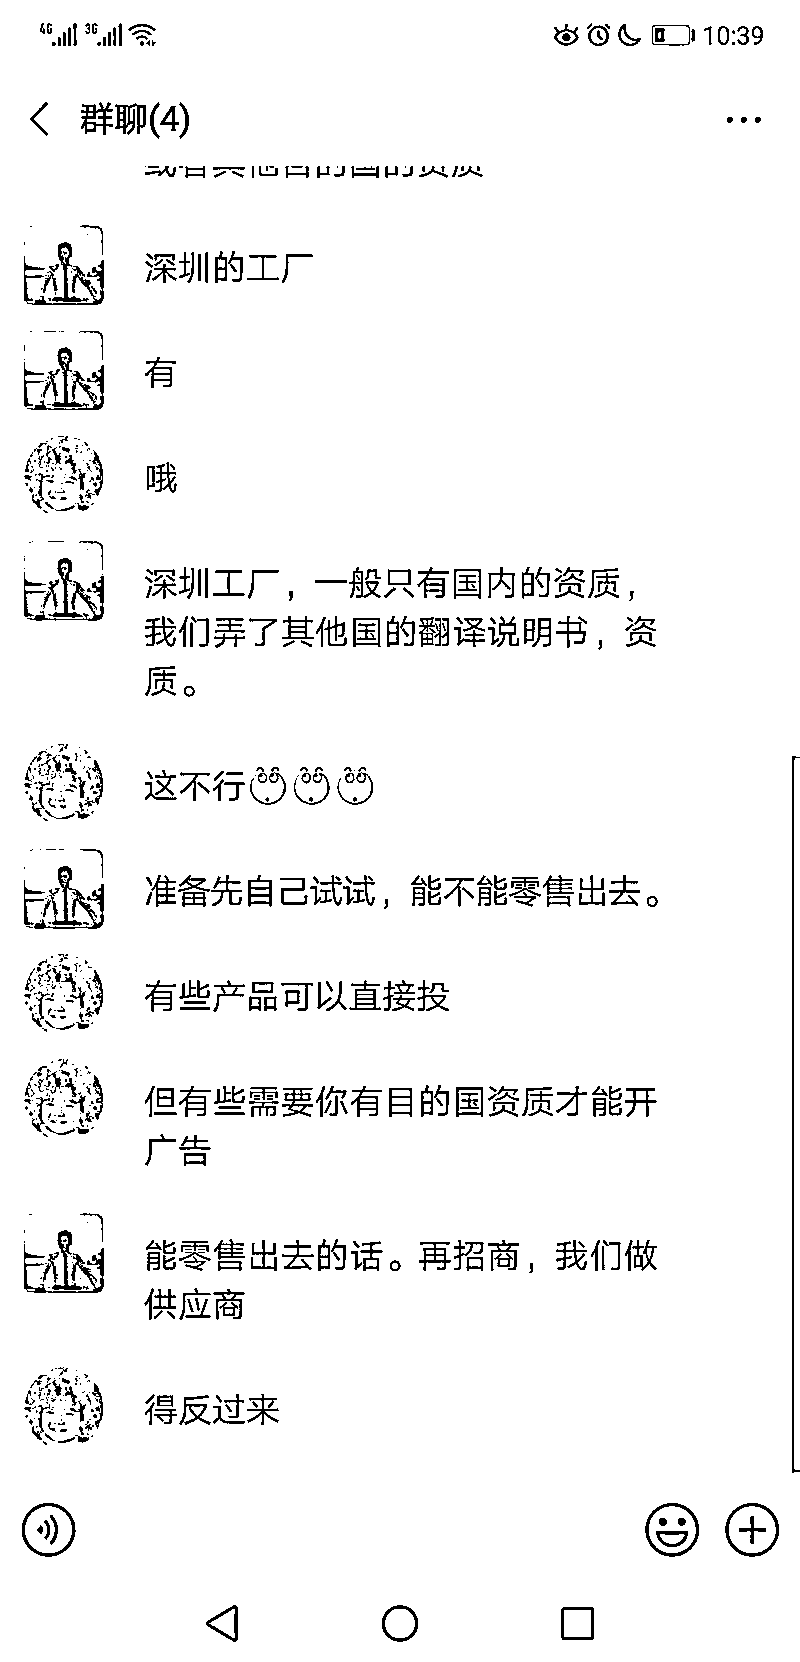 4G 3G 10:39
群聊(4)
深圳的工厂
有
哦
深圳工厂，一般只有国内的资质，
我们弄了其他国的翻译说明书，资
质。
这不行
准备先自己试试，能不能零售出去。
有些产品可以直接投
但有些需要你有目的国资质才能开
广告
能零售出去的话。再招商，我们做
供应商
得反过来